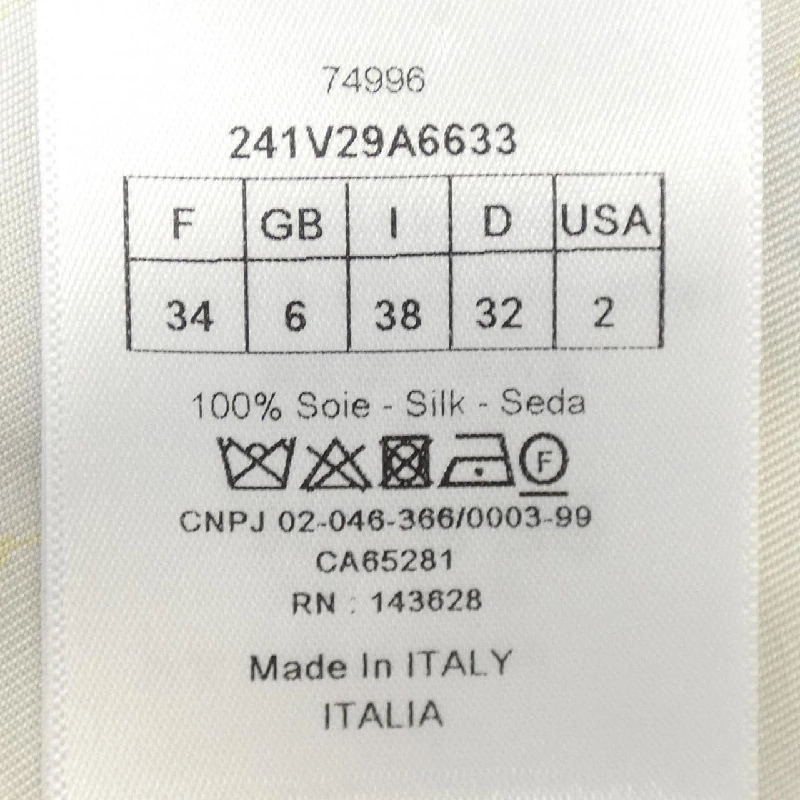 74996
241V29A6633
F GB I D USA
34 6 38 32 2
100% Soie - Silk - Seda
F
CNPJ 02-046-366/0003-99
CA65281
RN : 143628
Made In ITALY
ITALIA